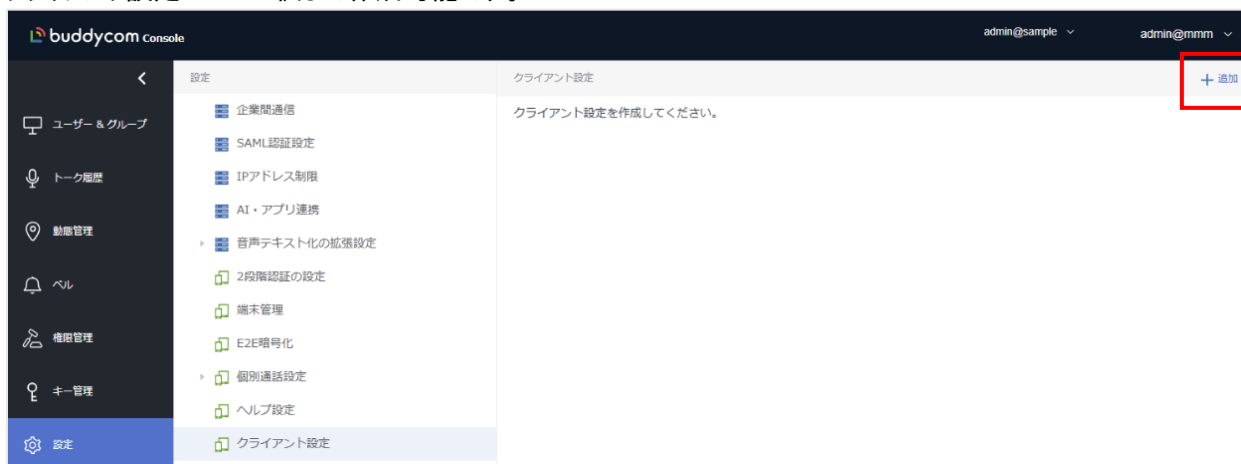 buddycom Console
admin@sample
admin@mmm
設定
クライアント設定
追加
クライアント設定を作成してください。
ユーザー & グループ
トーク履歴
動態管理
ベル
権限管理
キー管理
設定
企業間通信
SAML認証設定
IPアドレス制限
AI・アプリ連携
音声テキスト化の拡張設定
2段階認証の設定
端末管理
E2E暗号化
個別通話設定
ヘルプ設定
クライアント設定